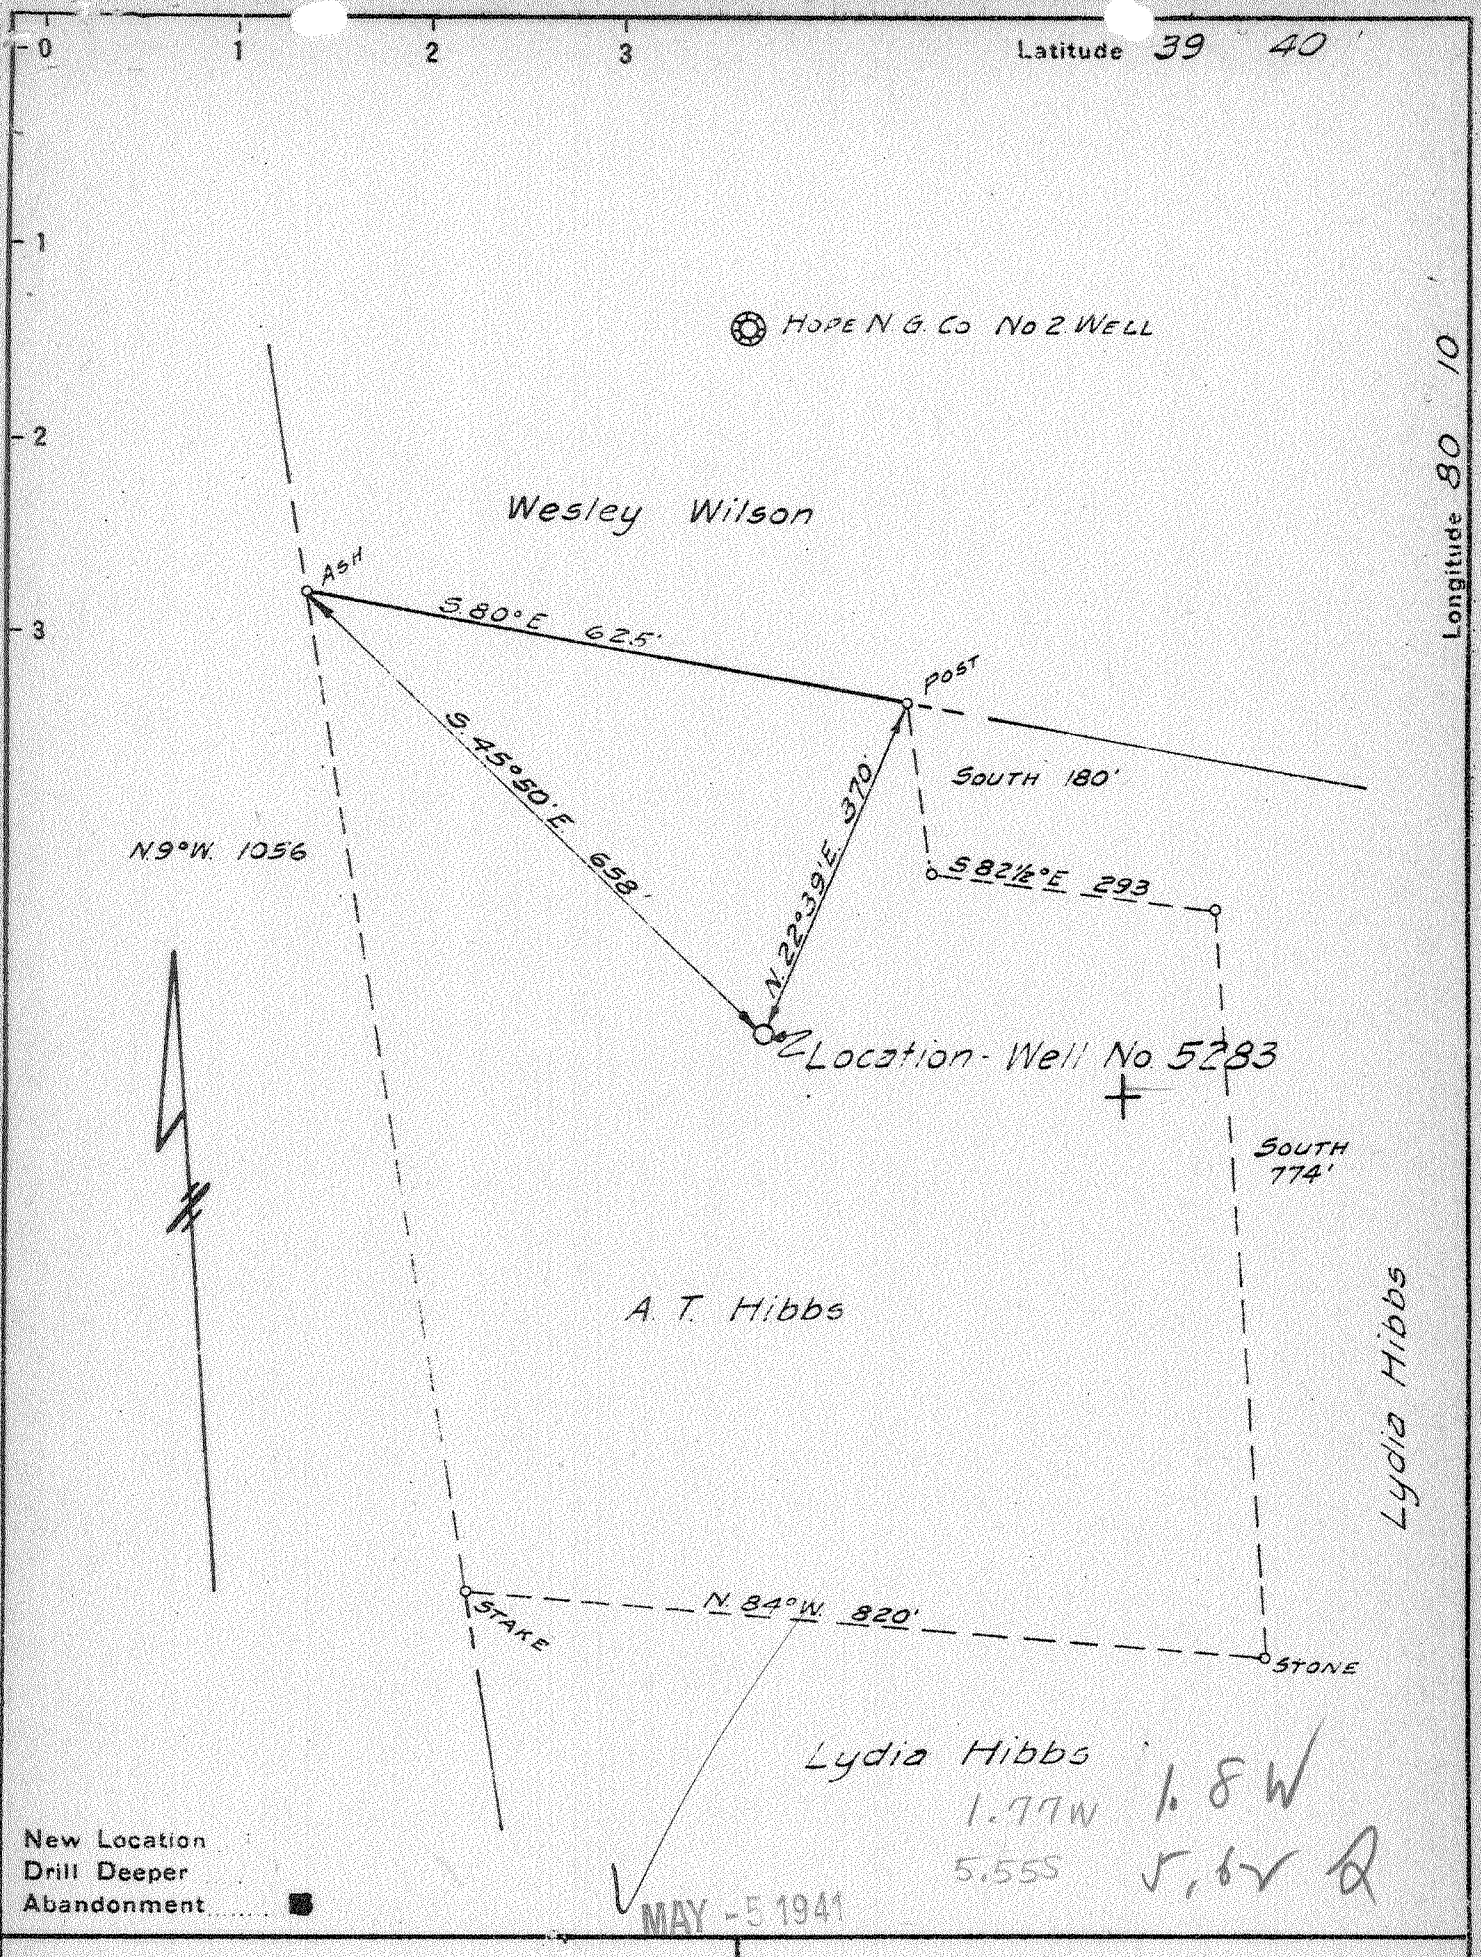 0 1 2 3 Latitude 39 40'
1
HOPE N. G. Co No 2 WELL
Longitude 80 10'
2
Wesley Wilson
ASH
S. 80° E 625'
3
POST
S. 45° 50' E. 658'
N. 22° 39' E. 370'
SOUTH 180'
N. 9° W. 1056
S 82½° E 293
Location - Well No. 5283
SOUTH
774'
A. T. Hibbs
Lydia Hibbs
N. 84° W. 820'
STAKE
STONE
Lydia Hibbs
1.77W 1.8 W
5.55S
New Location
Drill Deeper
Abandonment......
MAY -5 1941